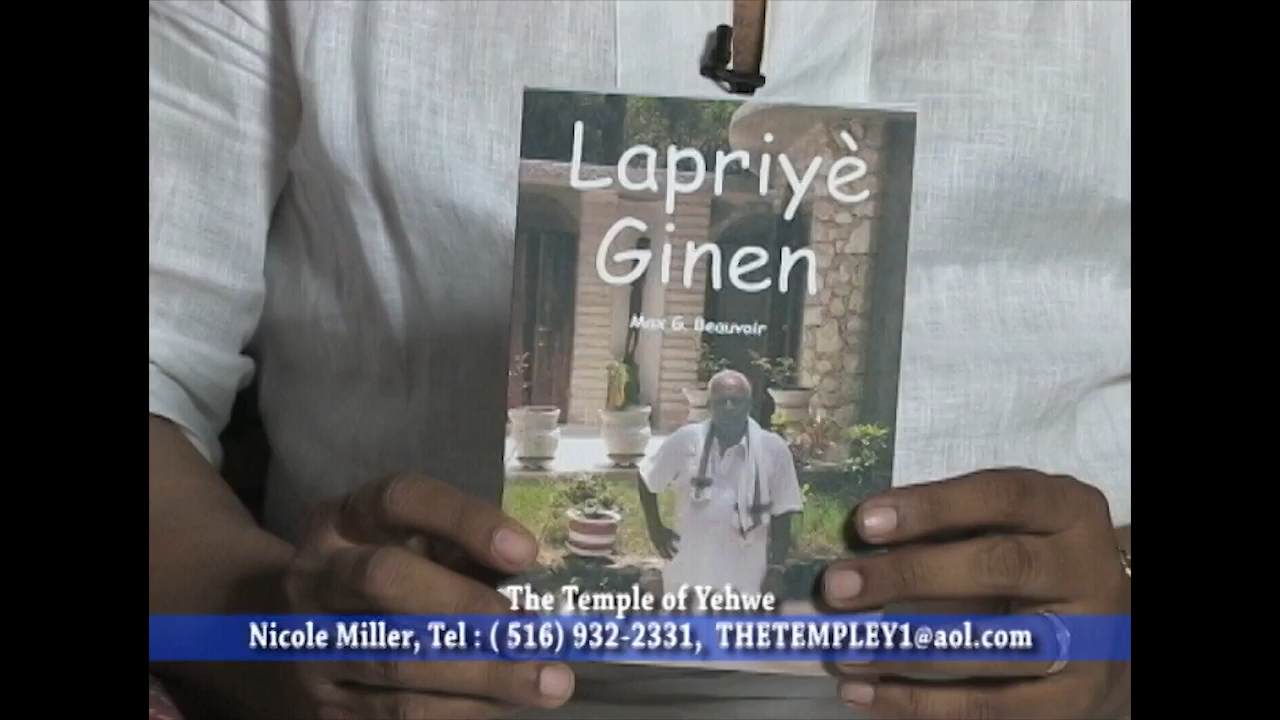 Lapriyè
Ginen
Max G. Beauvoir
The Temple of Yehwe
Nicole Miller, Tel : ( 516) 932-2331, THETEMPLEY1@aol.com